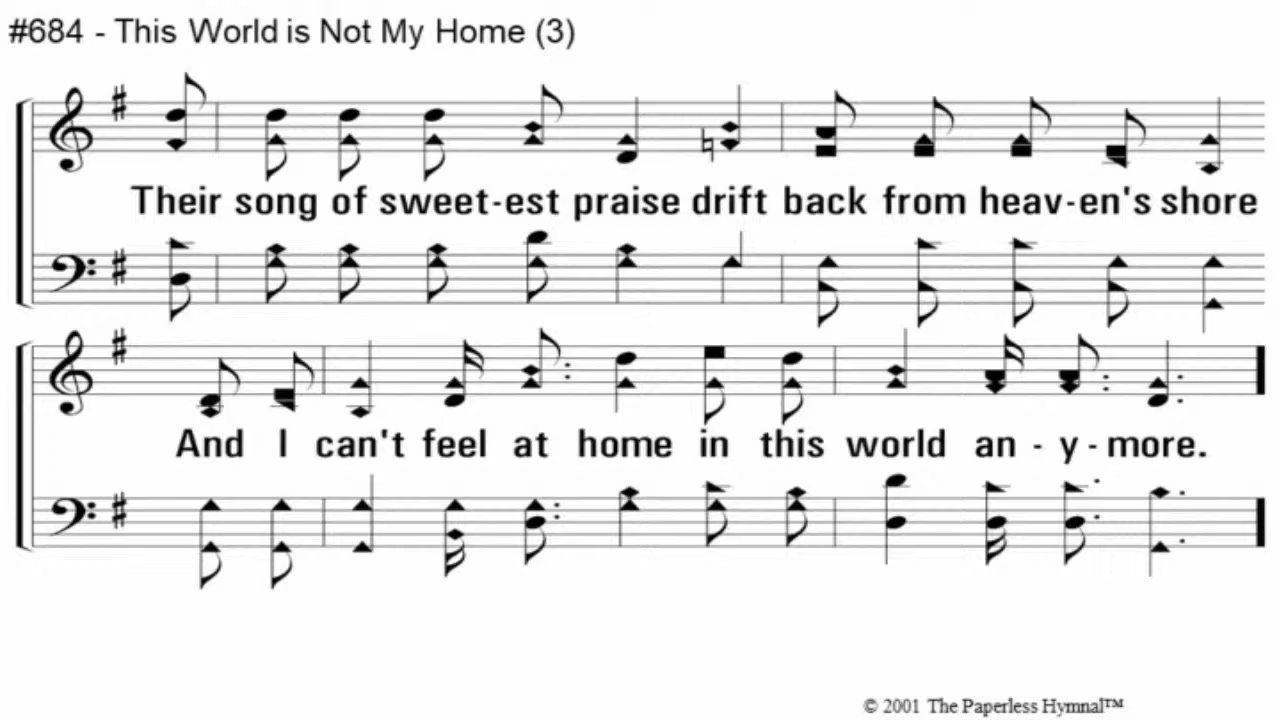 #684 - This World is Not My Home (3)
Their song of sweet-est praise drift back from heav-en's shore
And I can't feel at home in this world an - y - more.
© 2001 The Paperless Hymnal™